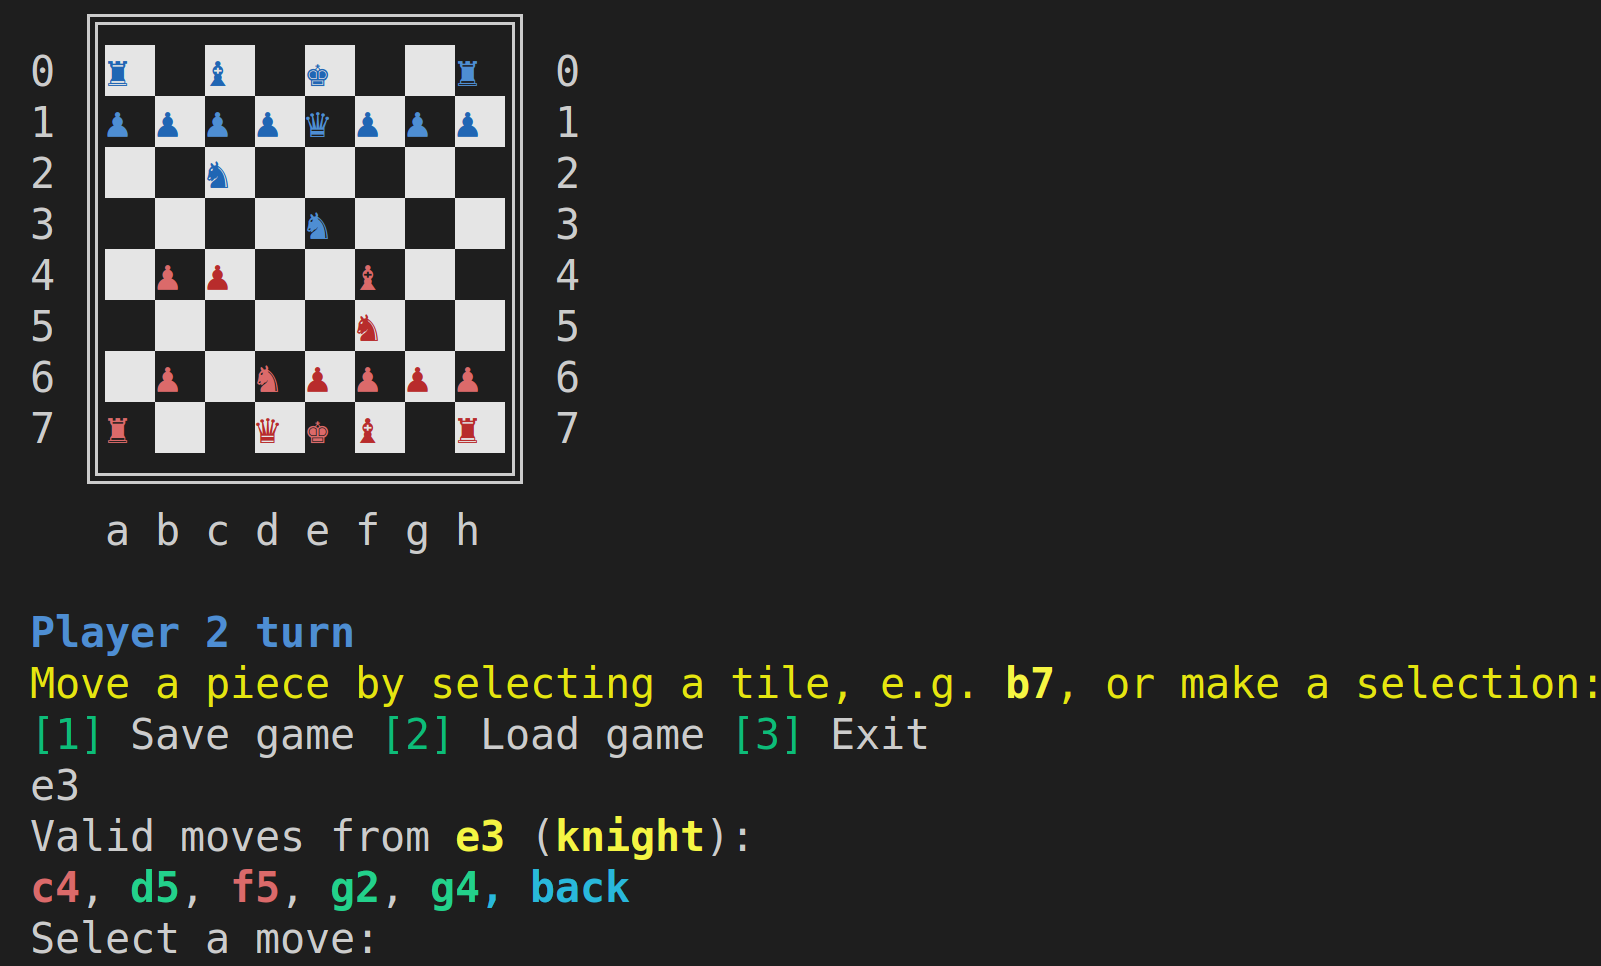 0 ♜ ♝ ♚ ♜ 0
1 ♟ ♟ ♟ ♟ ♛ ♟ ♟ ♟ 1
2 ♞ 2
3 ♞ 3
4 ♟ ♟ ♝ 4
5 ♞ 5
6 ♟ ♞ ♟ ♟ ♟ ♟ 6
7 ♜ ♛ ♚ ♝ ♜ 7
a b c d e f g h
Player 2 turn
Move a piece by selecting a tile, e.g. b7, or make a selection:
[1] Save game [2] Load game [3] Exit
e3
Valid moves from e3 (knight):
c4, d5, f5, g2, g4, back
Select a move: